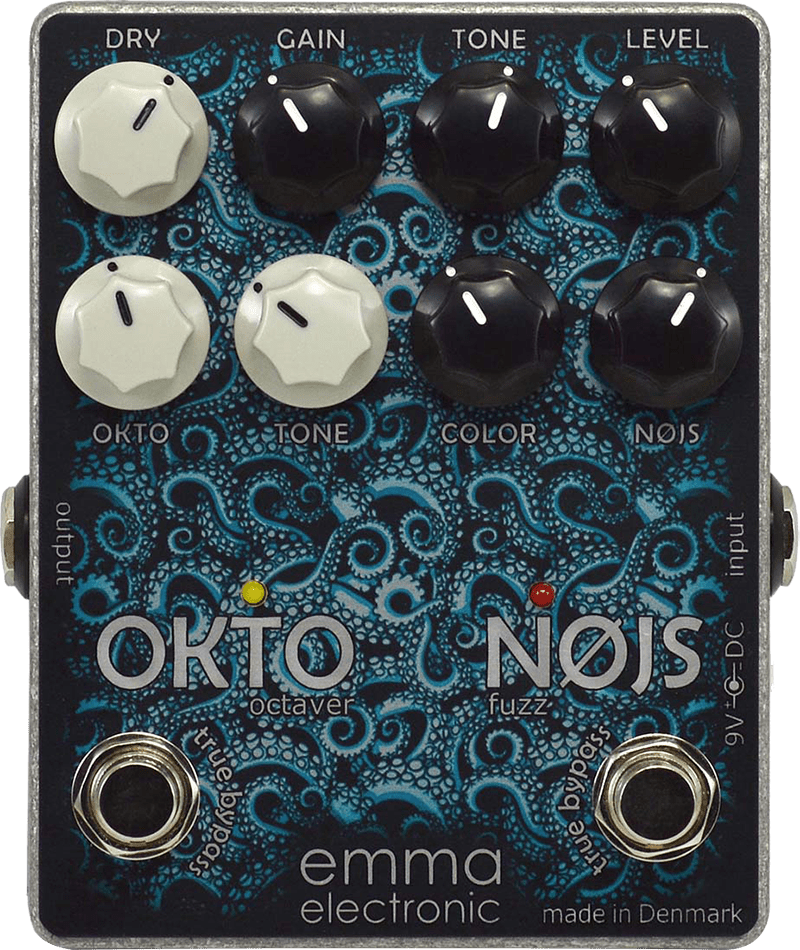 DRY GAIN TONE LEVEL
OKTO TONE COLOR NØJS
output
input
OKTO
octaver
NØJS
fuzz
9V DC
true bypass
true bypass
emma
electronic
made in Denmark